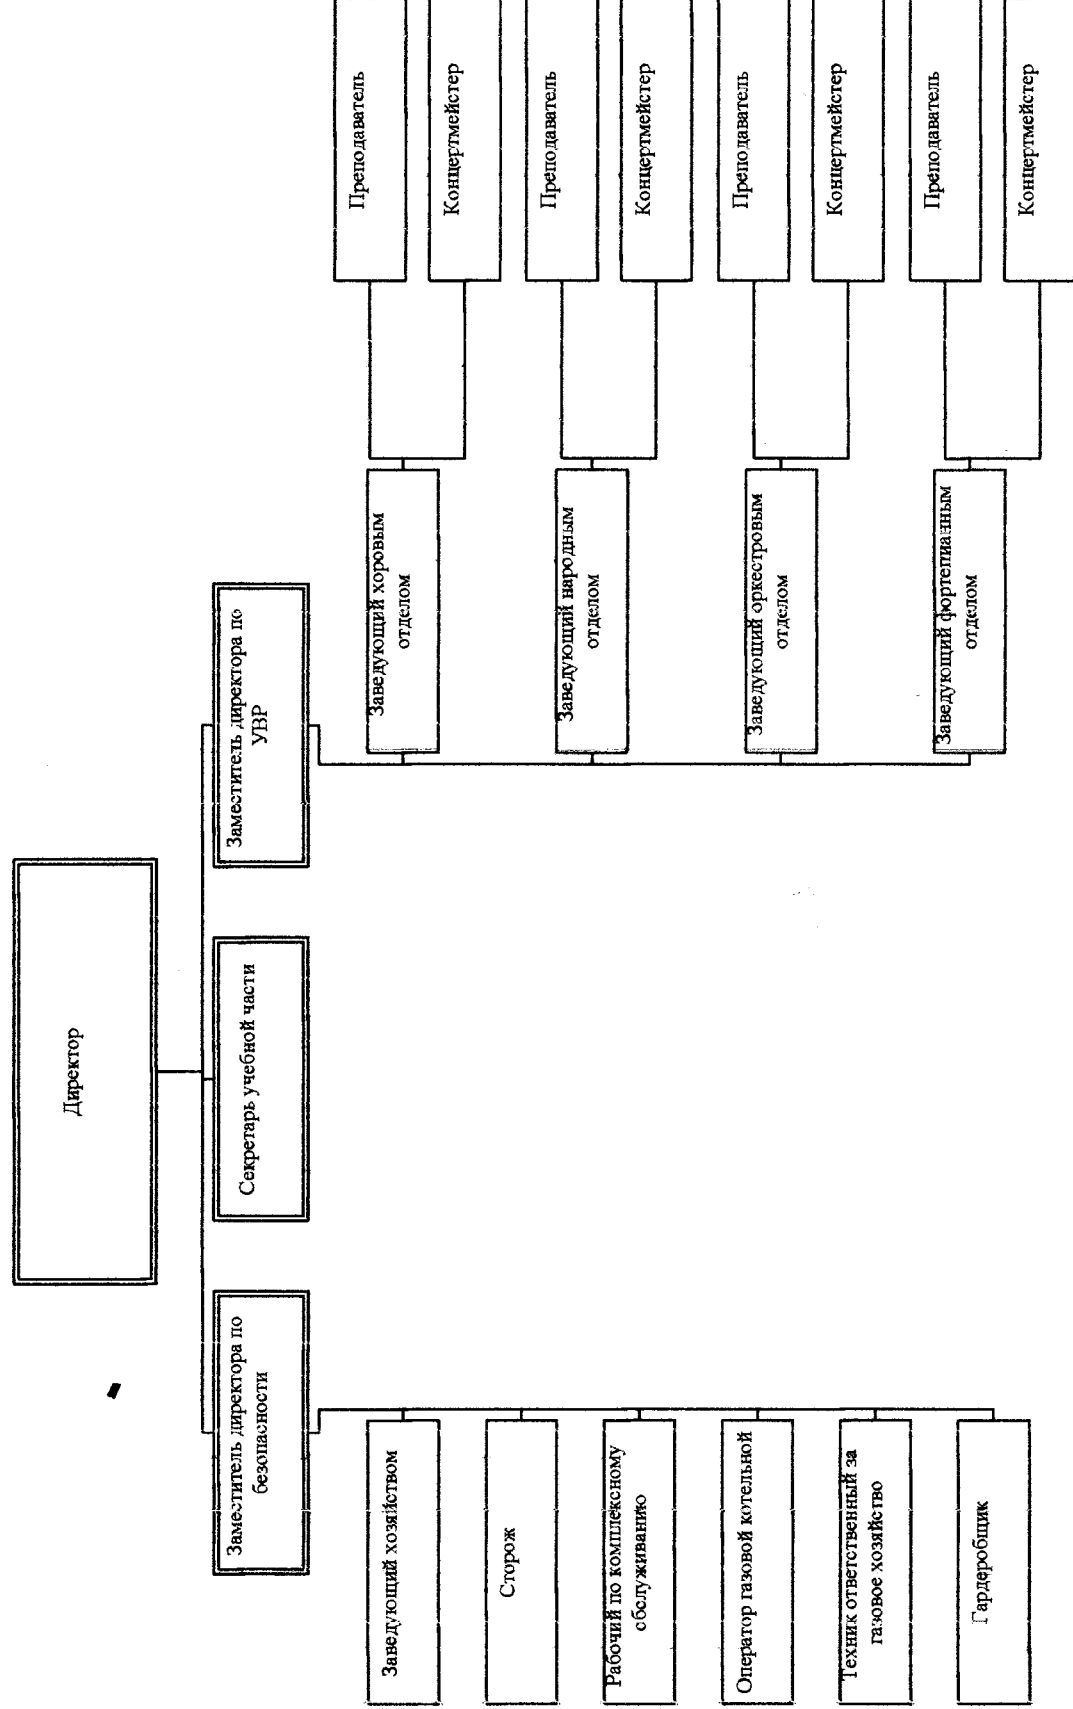 Директор
Заместитель директора по
безопасности
Секретарь учебной части
Заместитель директора по
УВР
Заведующий хозяйством
Сторож
Рабочий по комплексному
обслуживанию
Оператор газовой котельной
Техник ответственный за
газовое хозяйство
Гардеробщик
Заведующий хоровым
отделом
Преподаватель
Концертмейстер
Заведующий народным
отделом
Преподаватель
Концертмейстер
Заведующий оркестровым
отделом
Преподаватель
Концертмейстер
Заведующий фортепианным
отделом
Преподаватель
Концертмейстер